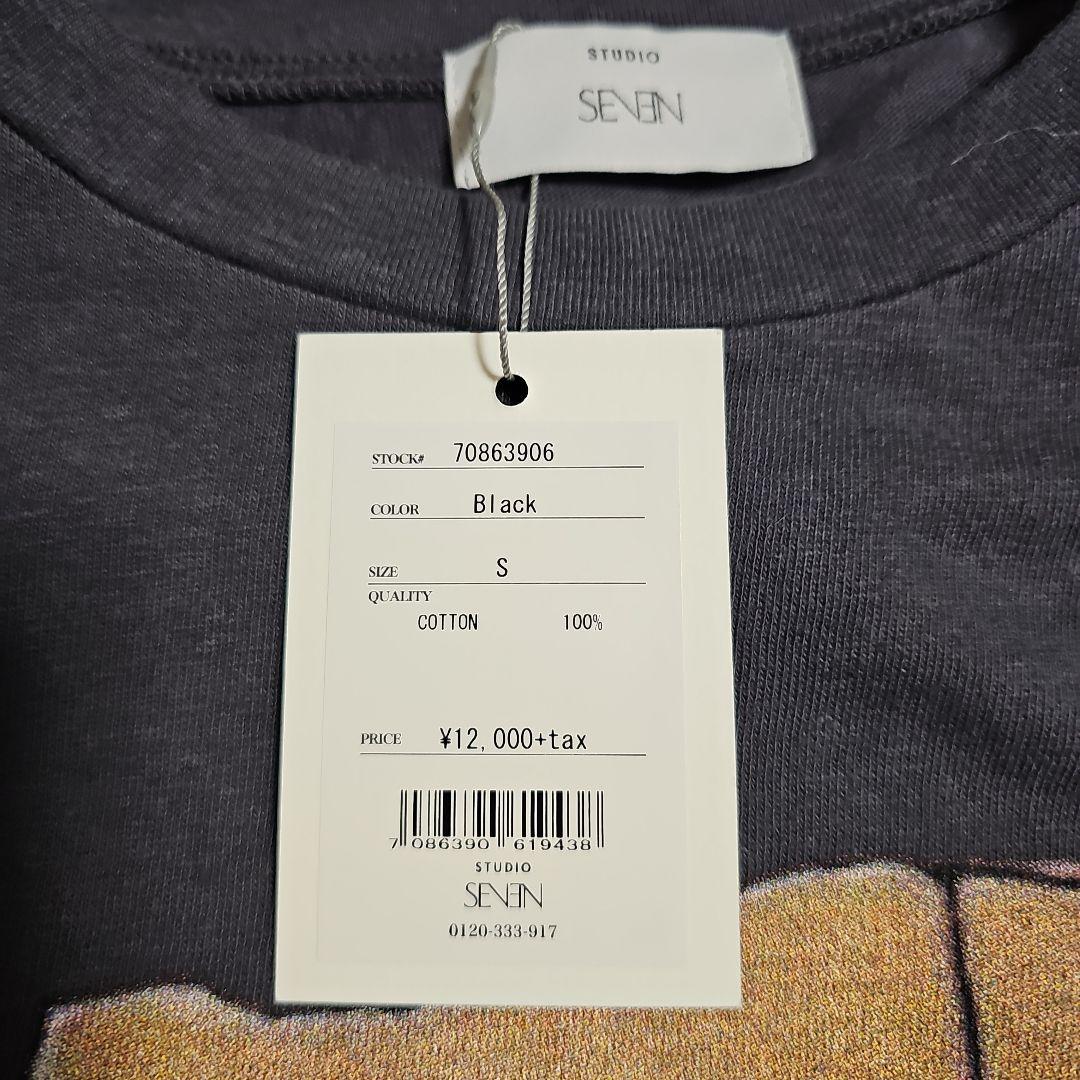 STUDIO
SEVEN
STOCK# 70863906
COLOR Black
SIZE S
QUALITY
COTTON 100%
PRICE ¥12,000+tax
7 086390 619438
STUDIO
SEVEN
0120-333-917